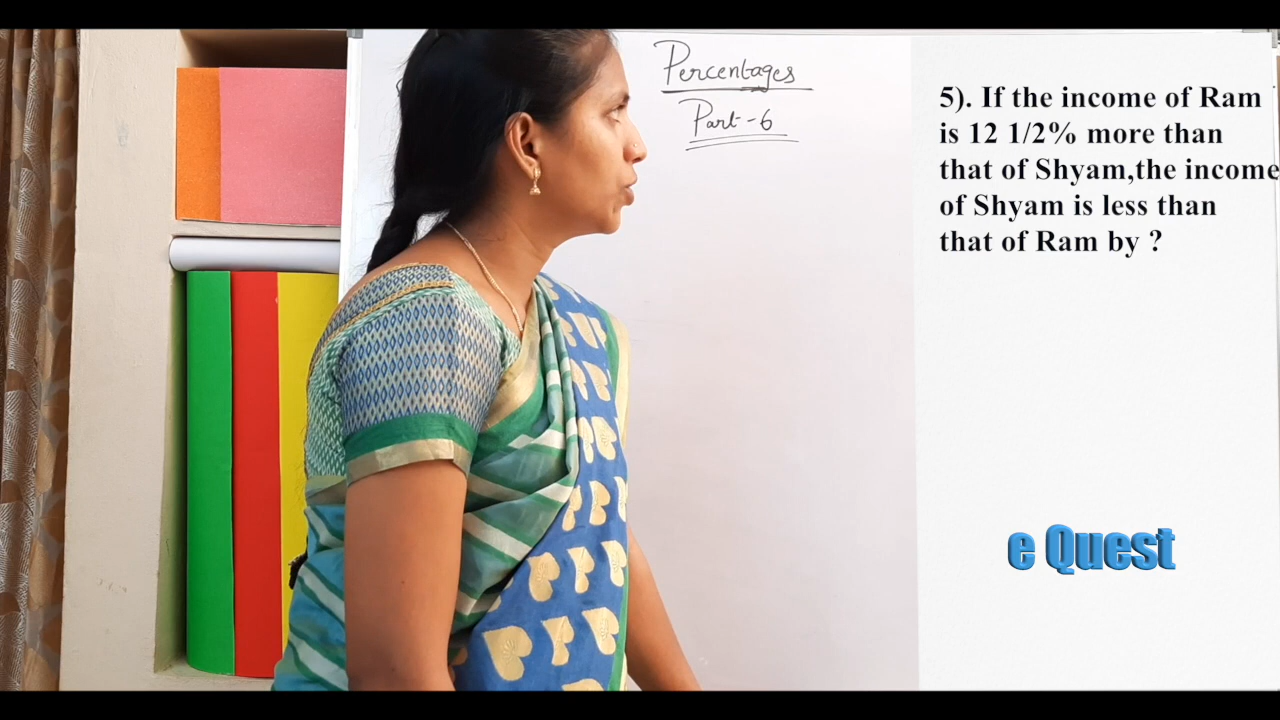 Percentages
Part-6
5). If the income of Ram
is 12 1/2% more than
that of Shyam,the income
of Shyam is less than
that of Ram by ?
e Quest